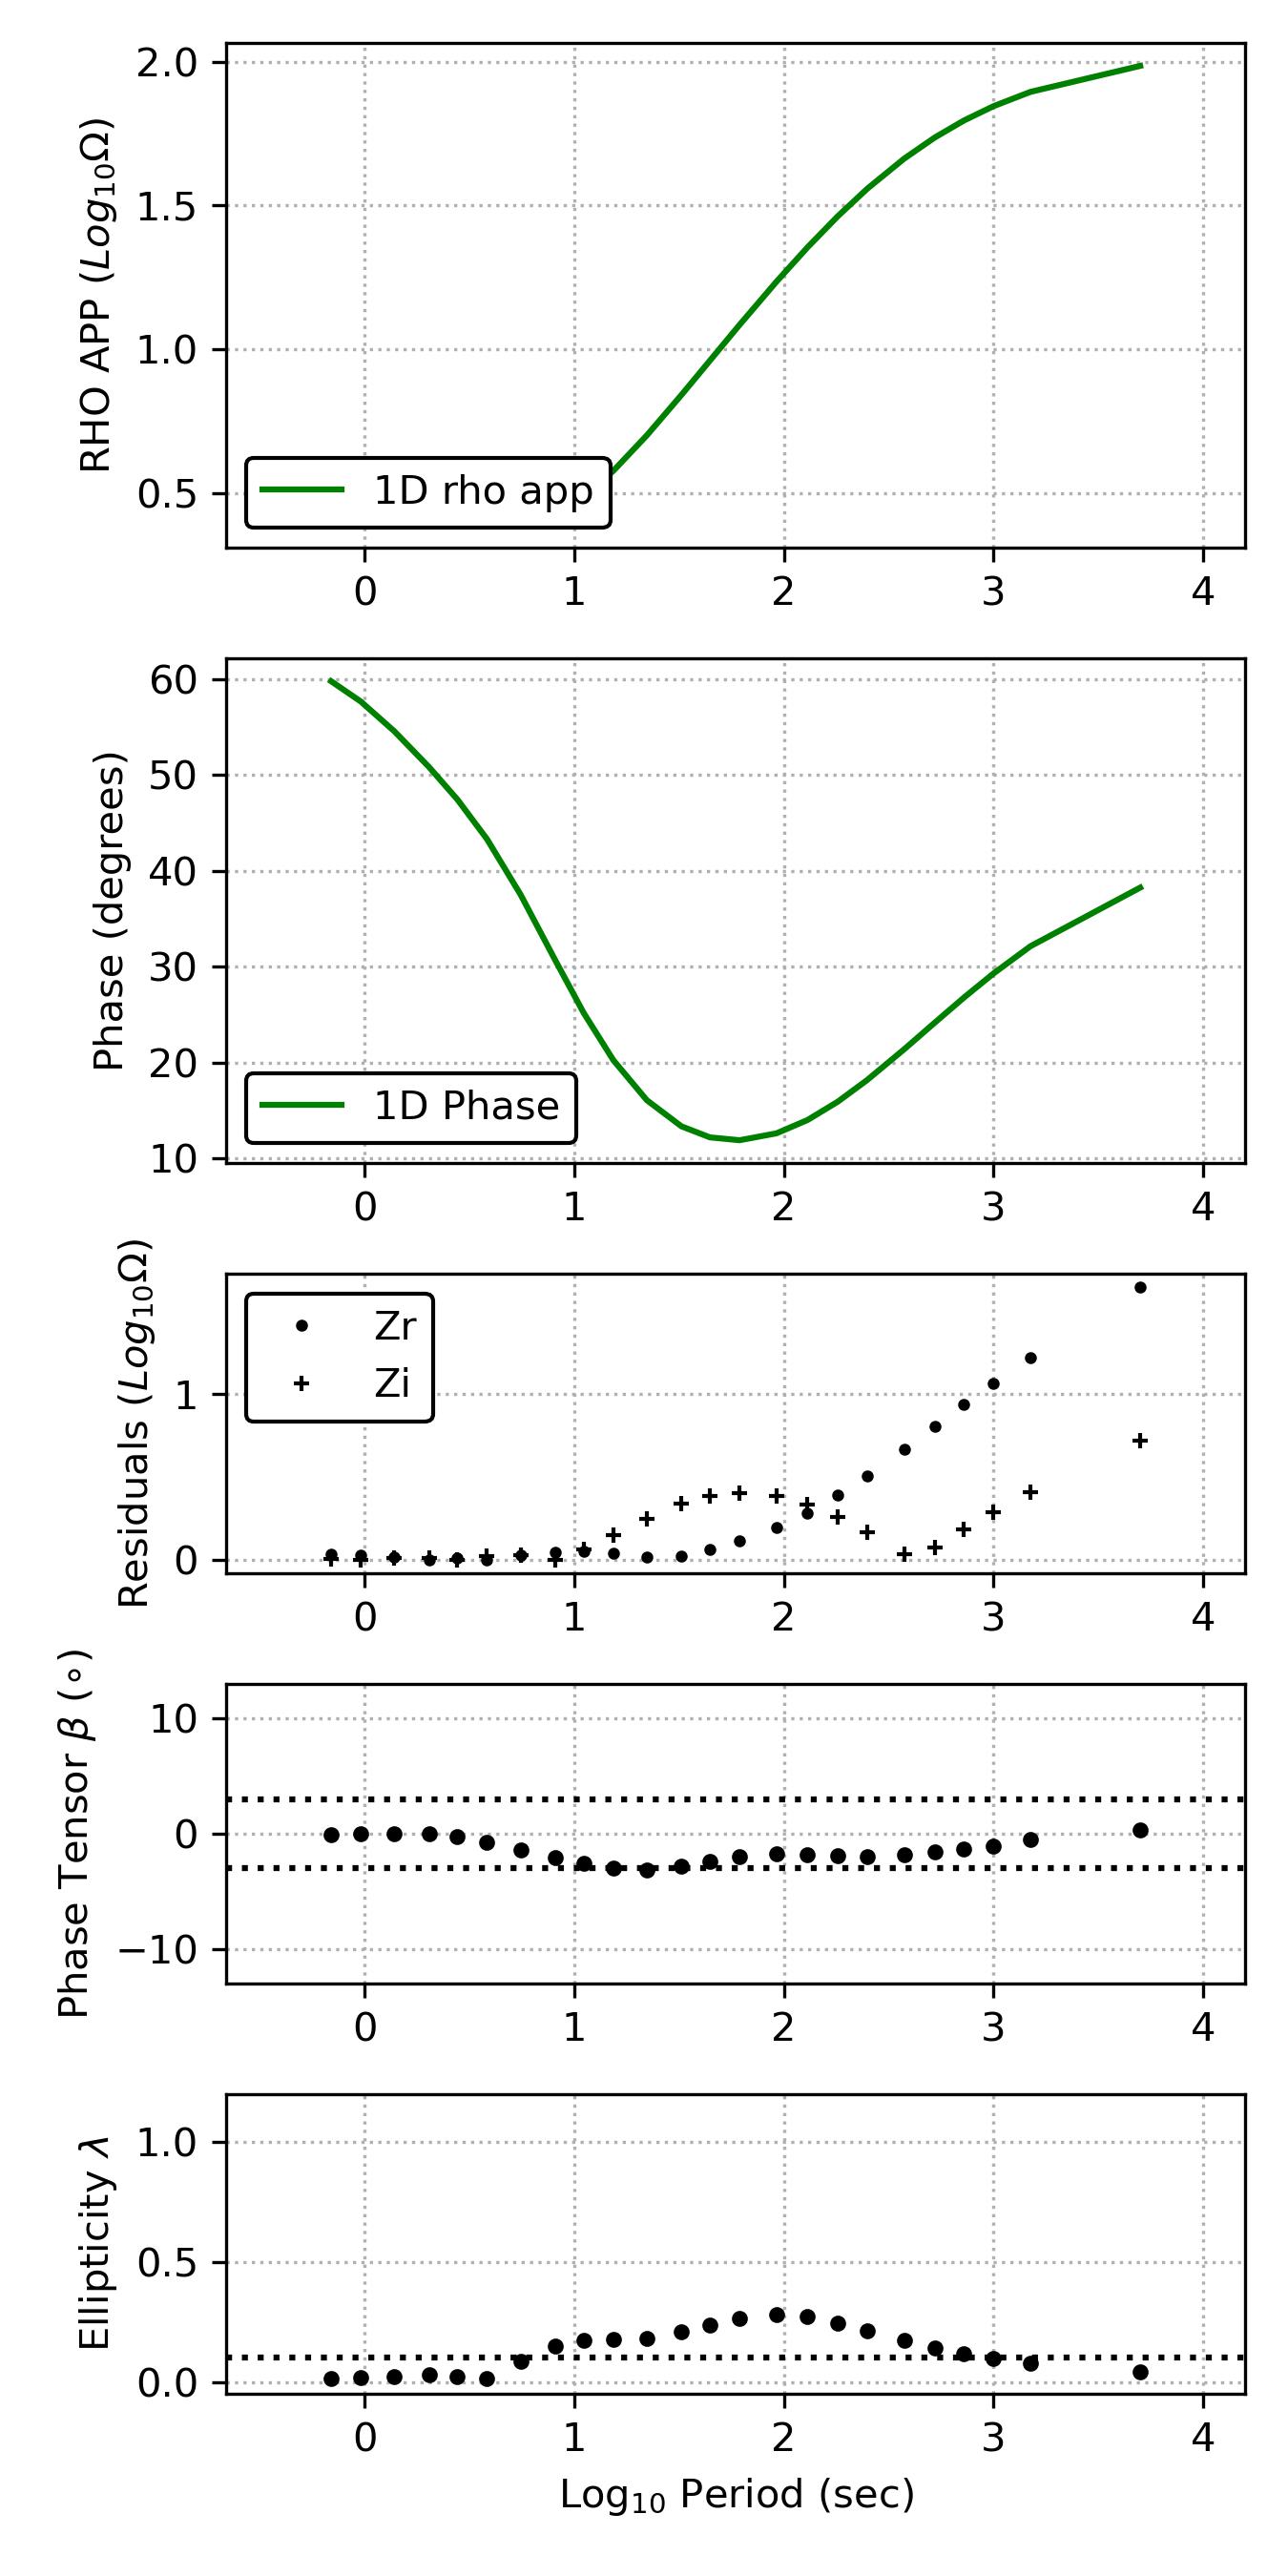 RHO APP (Log₁₀Ω)
2.0
1.5
1.0
0.5
1D rho app
0 1 2 3 4
Phase (degrees)
60
50
40
30
20
10
1D Phase
0 1 2 3 4
Residuals (Log₁₀Ω)
1
0
Zr
Zi
0 1 2 3 4
Phase Tensor β (∘)
10
0
−10
0 1 2 3 4
Ellipticity λ
1.0
0.5
0.0
0 1 2 3 4
Log₁₀ Period (sec)